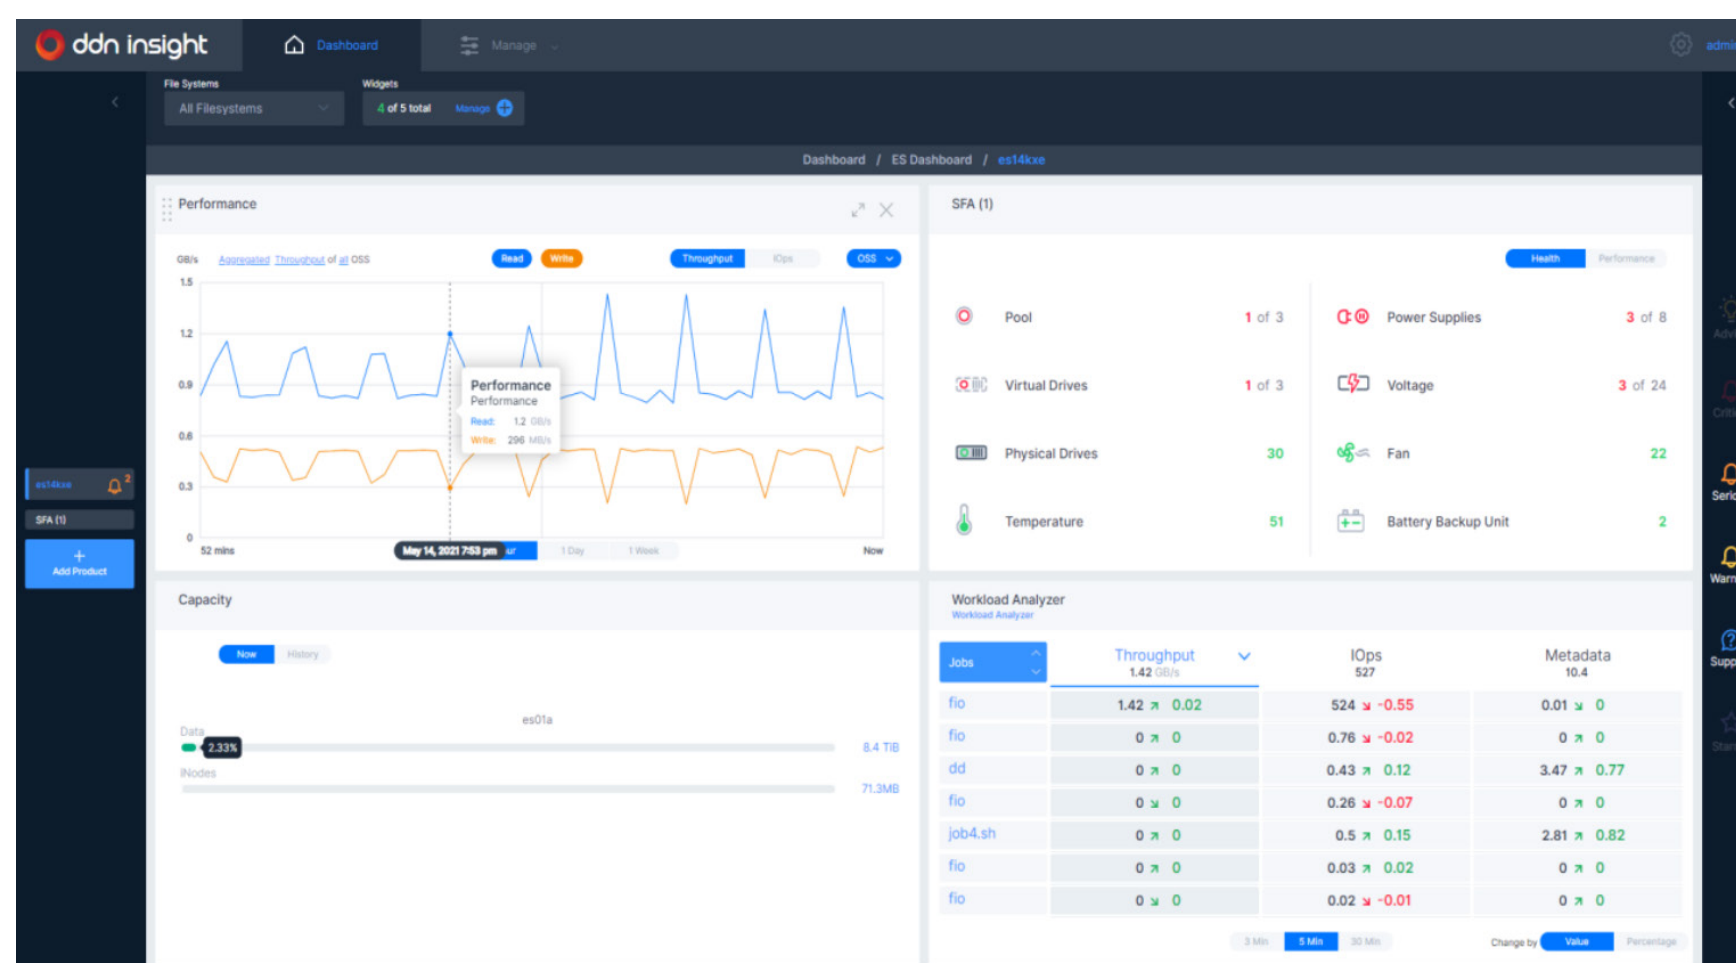 ddn insight
Dashboard
Manage
File Systems
All Filesystems
Widgets
4 of 5 total Manage
Dashboard / ES Dashboard / es14kxe
es14kxe 2
SFA (1)
+
Add Product
Performance
GB/s Aggregated Throughput of all OSS
Read Write
Throughput IOps
OSS
1.5
1.2
0.9
0.6
0.3
0
Performance
Performance
Read: 1.2 GB/s
Write: 296 MB/s
52 mins
May 14, 2021 7:53 pm
1 Day 1 Week
Now
SFA (1)
Health Performance
Pool 1 of 3
Virtual Drives 1 of 3
Physical Drives 30
Temperature 51
Power Supplies 3 of 8
Voltage 3 of 24
Fan 22
Battery Backup Unit 2
Capacity
Now History
es01a
Data
2.33%
8.4 TiB
iNodes
71.3MB
Workload Analyzer
Workload Analyzer
Jobs Throughput IOps Metadata
1.42 GB/s 527 10.4
fio 1.42 0.02 524 -0.55 0.01 0
fio 0 0 0.76 -0.02 0 0
dd 0 0 0.43 0.12 3.47 0.77
fio 0 0 0.26 -0.07 0 0
job4.sh 0 0 0.5 0.15 2.81 0.82
fio 0 0 0.03 0.02 0 0
fio 0 0 0.02 -0.01 0 0
3 Min 5 Min 30 Min
Change by Value Percentage